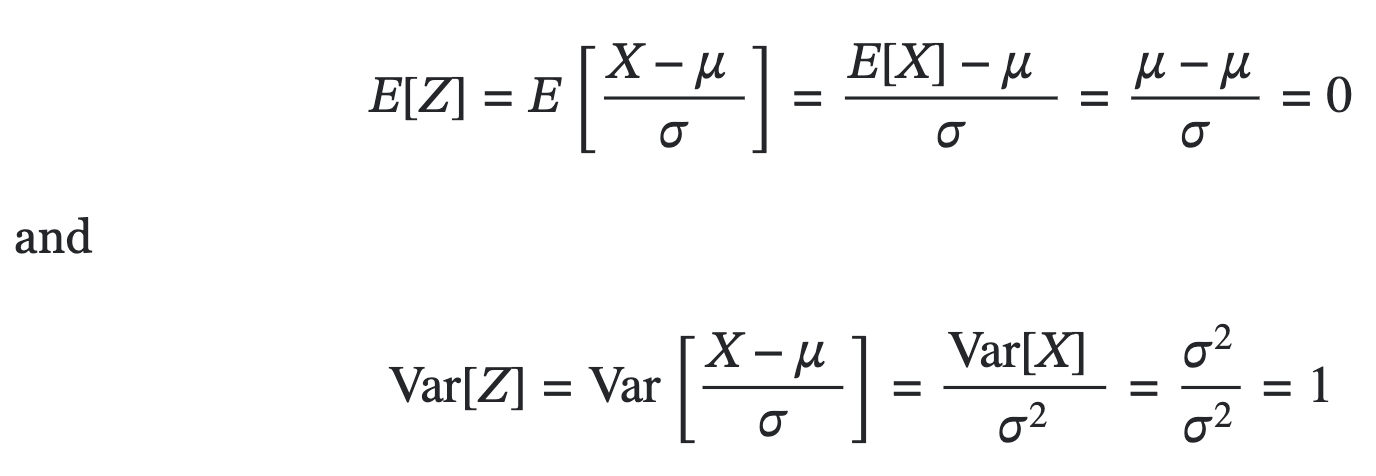 E[Z] = E [ (X − μ) / σ ] = (E[X] − μ) / σ = (μ − μ) / σ = 0
and
Var[Z] = Var [ (X − μ) / σ ] = Var[X] / σ² = σ² / σ² = 1